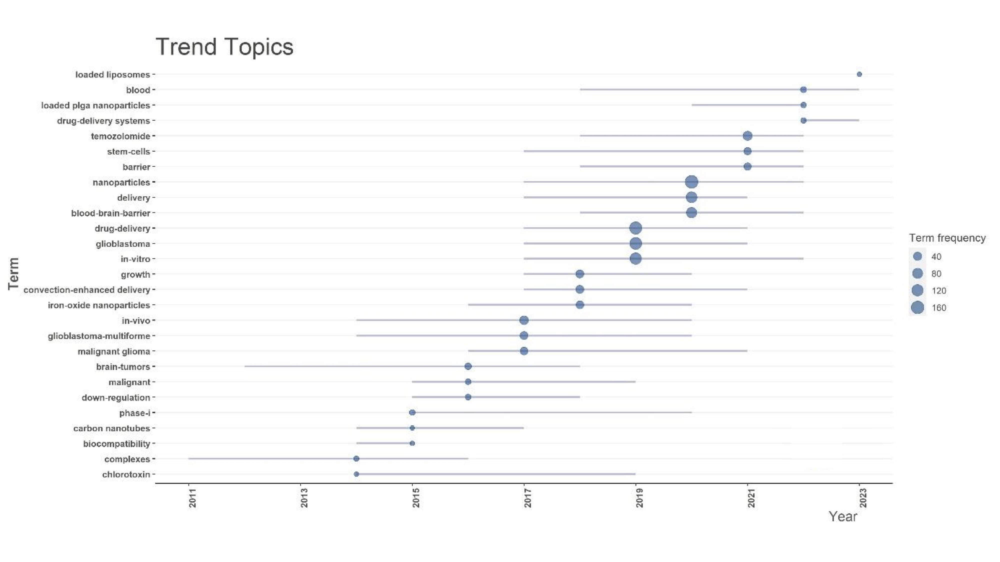 Trend Topics
loaded liposomes
blood
loaded plga nanoparticles
drug-delivery systems
temozolomide
stem-cells
barrier
nanoparticles
delivery
blood-brain-barrier
drug-delivery
glioblastoma
in-vitro
growth
convection-enhanced delivery
iron-oxide nanoparticles
in-vivo
glioblastoma-multiforme
malignant glioma
brain-tumors
malignant
down-regulation
phase-i
carbon nanotubes
biocompatibility
complexes
chlorotoxin
Term
2011
2013
2015
2017
2019
2021
2023
Year
Term frequency
40
80
120
160